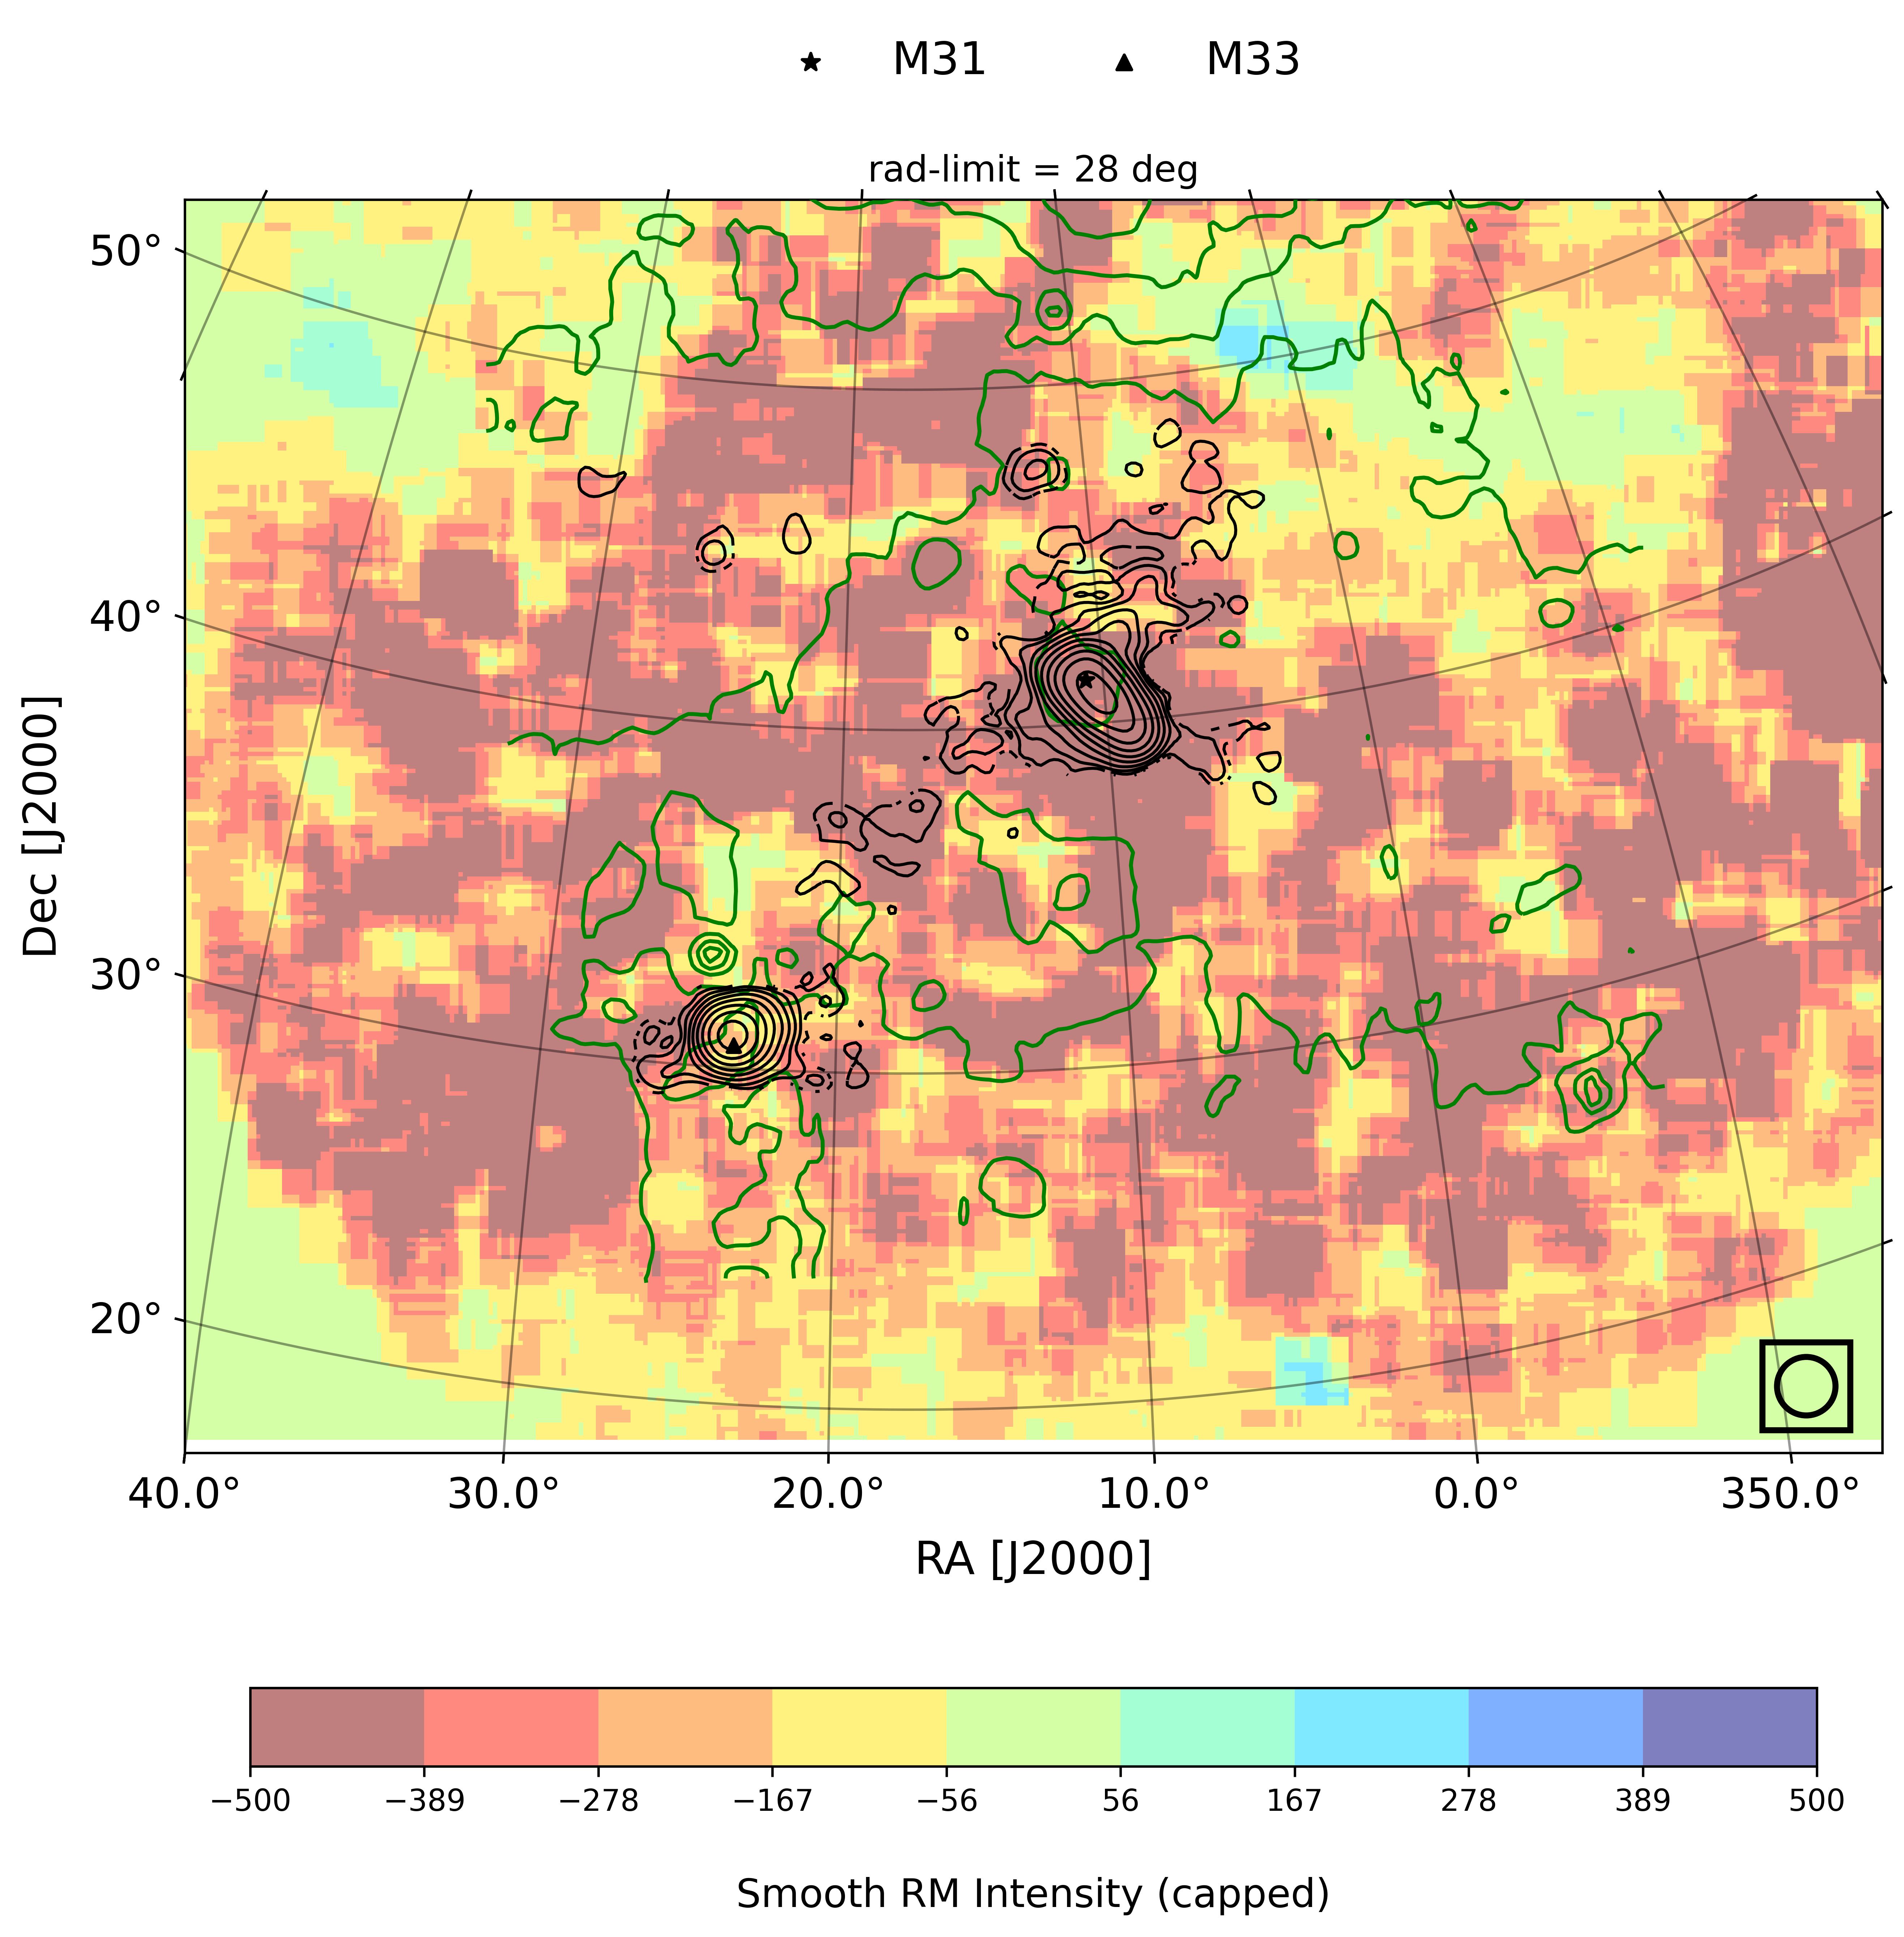 M31 M33
rad-limit = 28 deg
50°
40°
30°
20°
Dec [J2000]
40.0° 30.0° 20.0° 10.0° 0.0° 350.0°
RA [J2000]
−500 −389 −278 −167 −56 56 167 278 389 500
Smooth RM Intensity (capped)